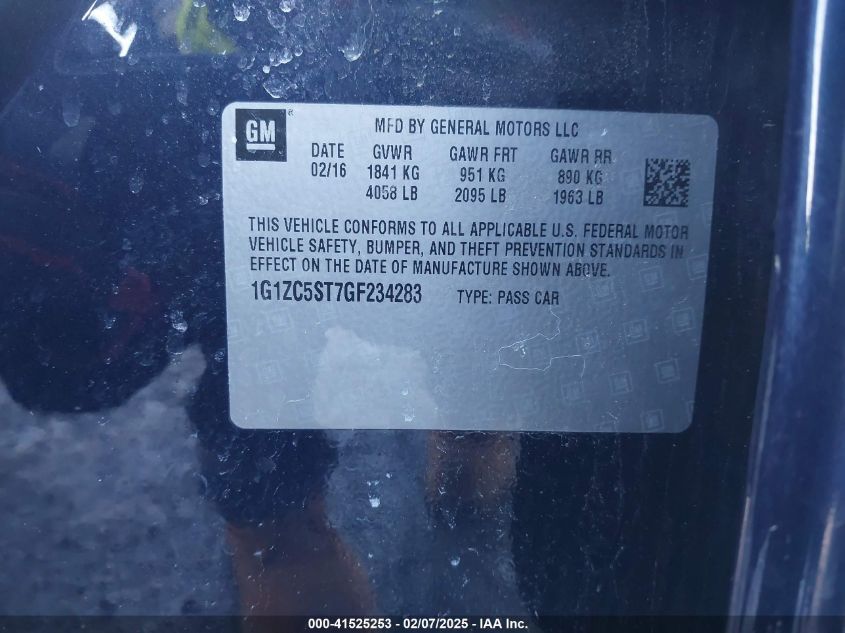 GM
MFD BY GENERAL MOTORS LLC
DATE GVWR GAWR FRT GAWR RR
02/16 1841 KG 951 KG 890 KG
4058 LB 2095 LB 1963 LB
THIS VEHICLE CONFORMS TO ALL APPLICABLE U.S. FEDERAL MOTOR
VEHICLE SAFETY, BUMPER, AND THEFT PREVENTION STANDARDS IN
EFFECT ON THE DATE OF MANUFACTURE SHOWN ABOVE.
1G1ZC5ST7GF234283 TYPE: PASS CAR
000-41525253 - 02/07/2025 - IAA Inc.